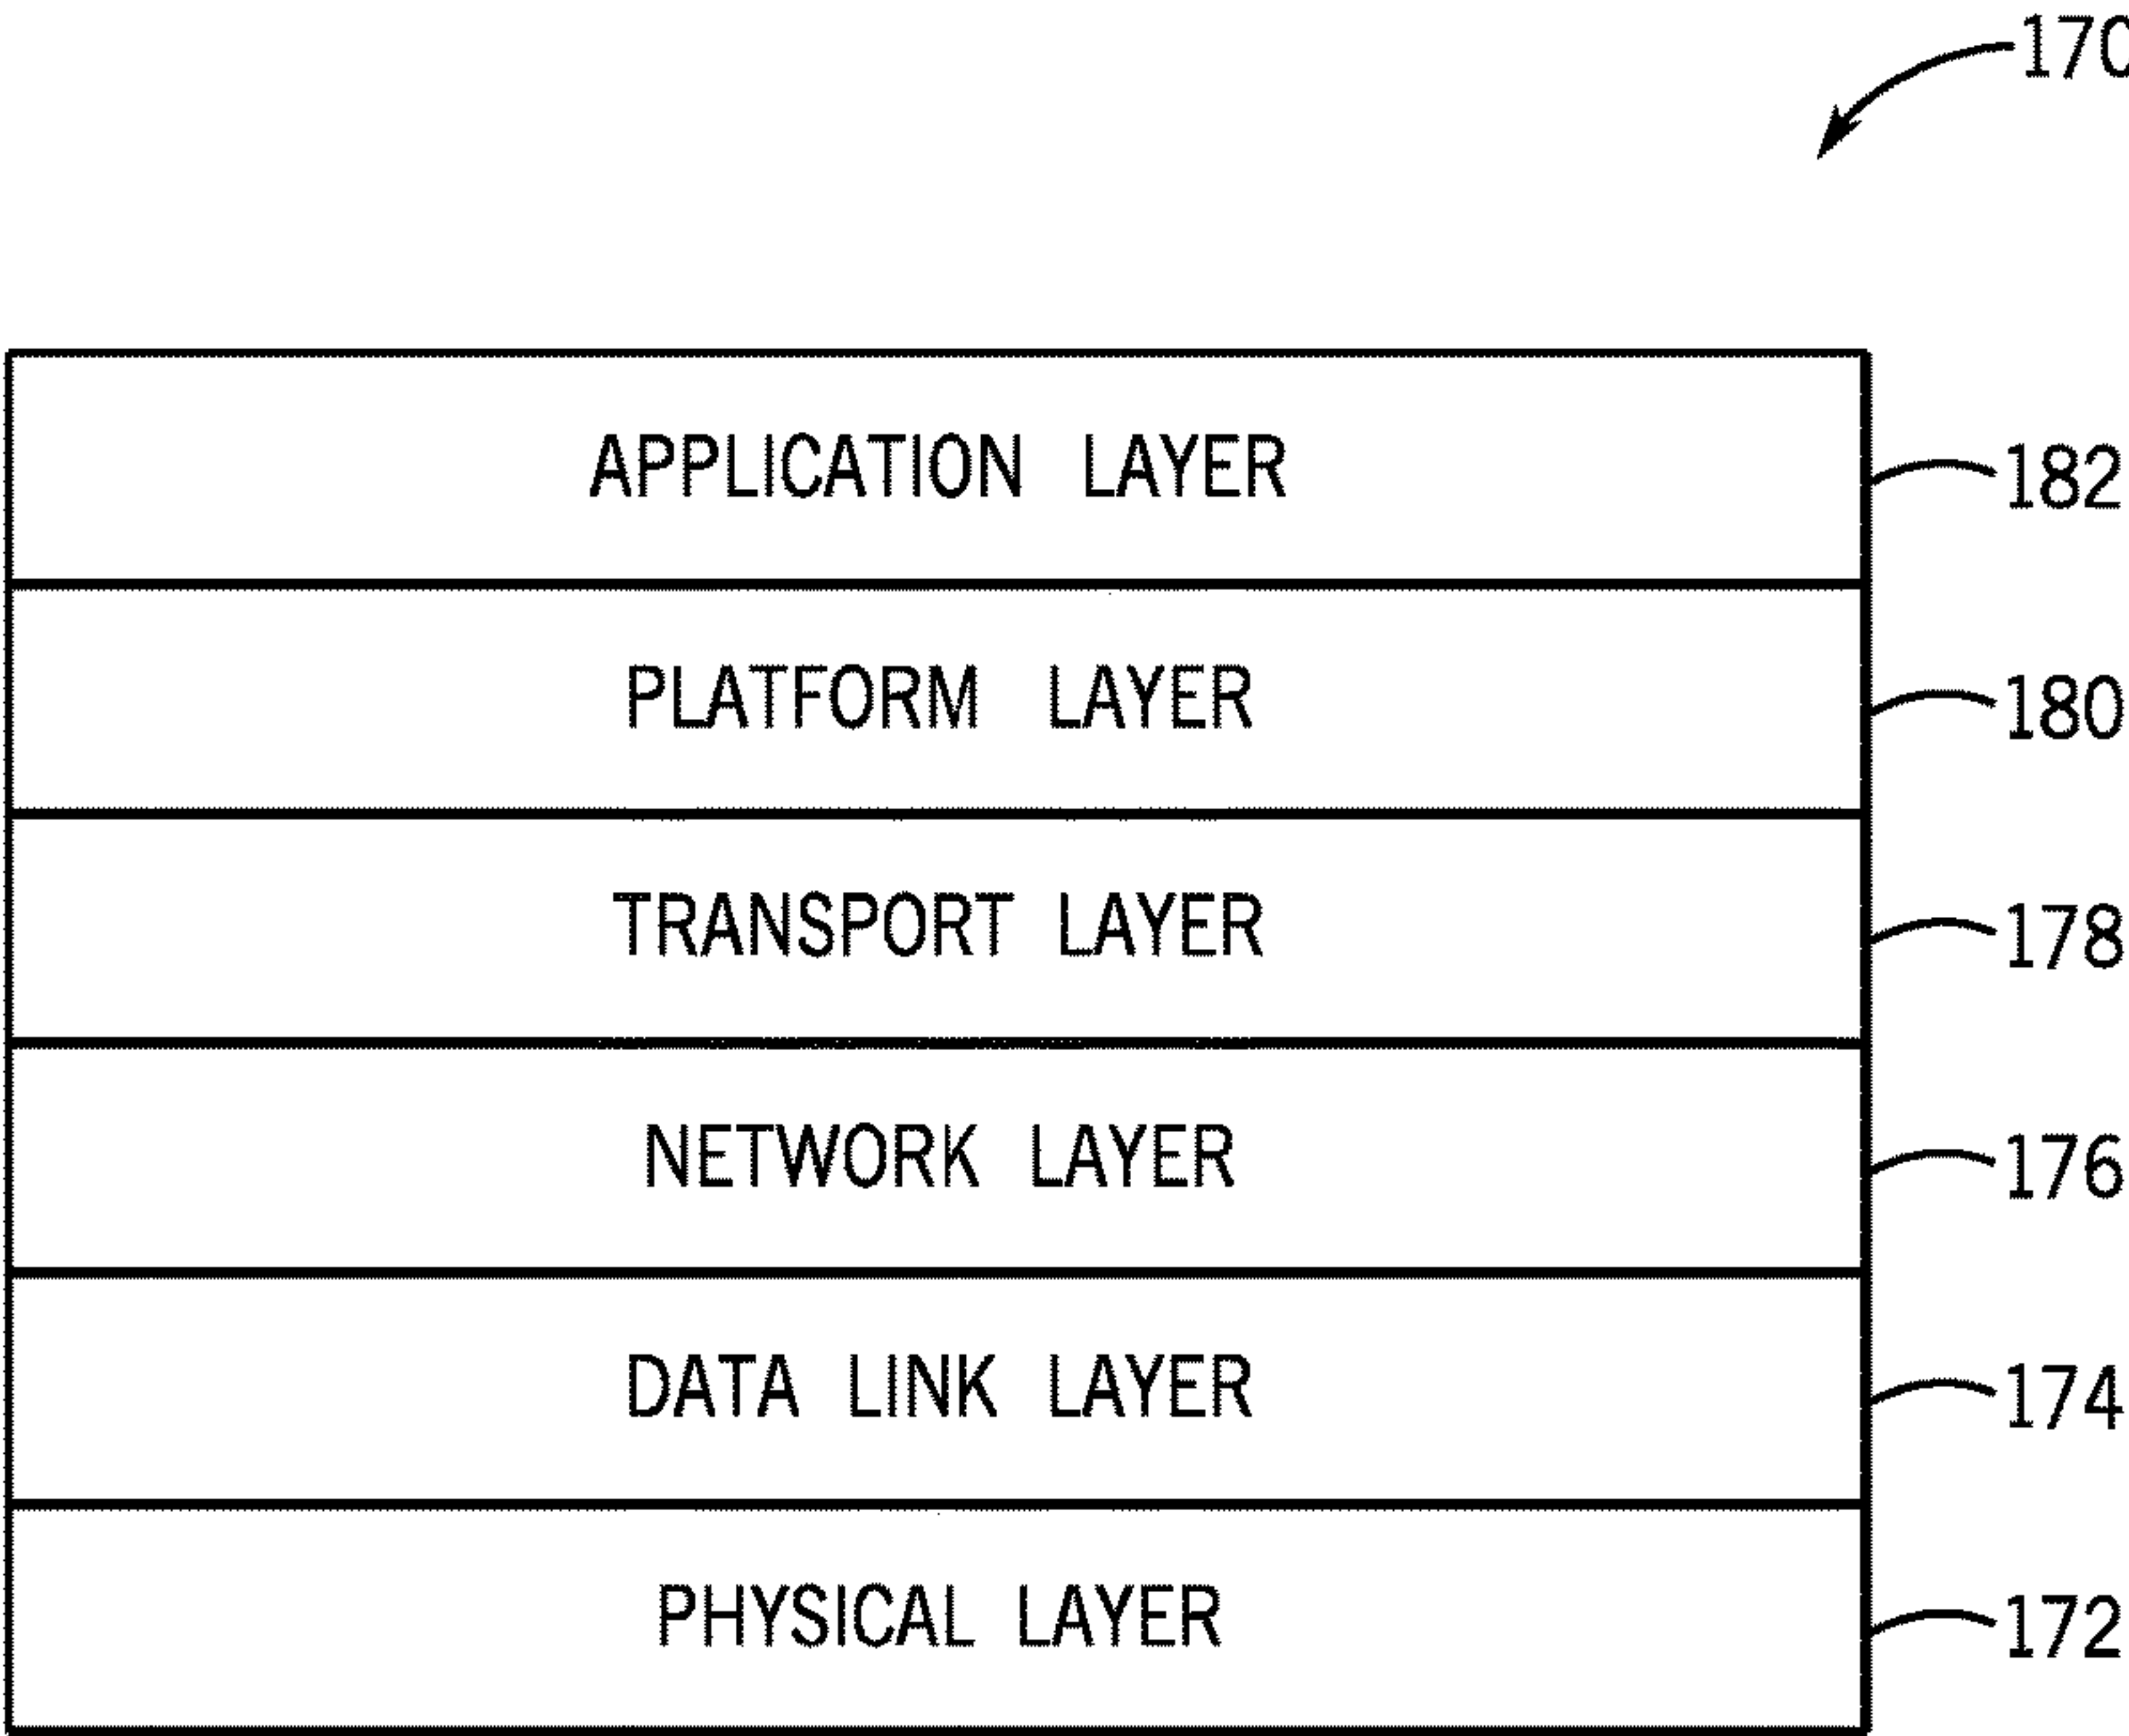 170
APPLICATION LAYER 182
PLATFORM LAYER 180
TRANSPORT LAYER 178
NETWORK LAYER 176
DATA LINK LAYER 174
PHYSICAL LAYER 172